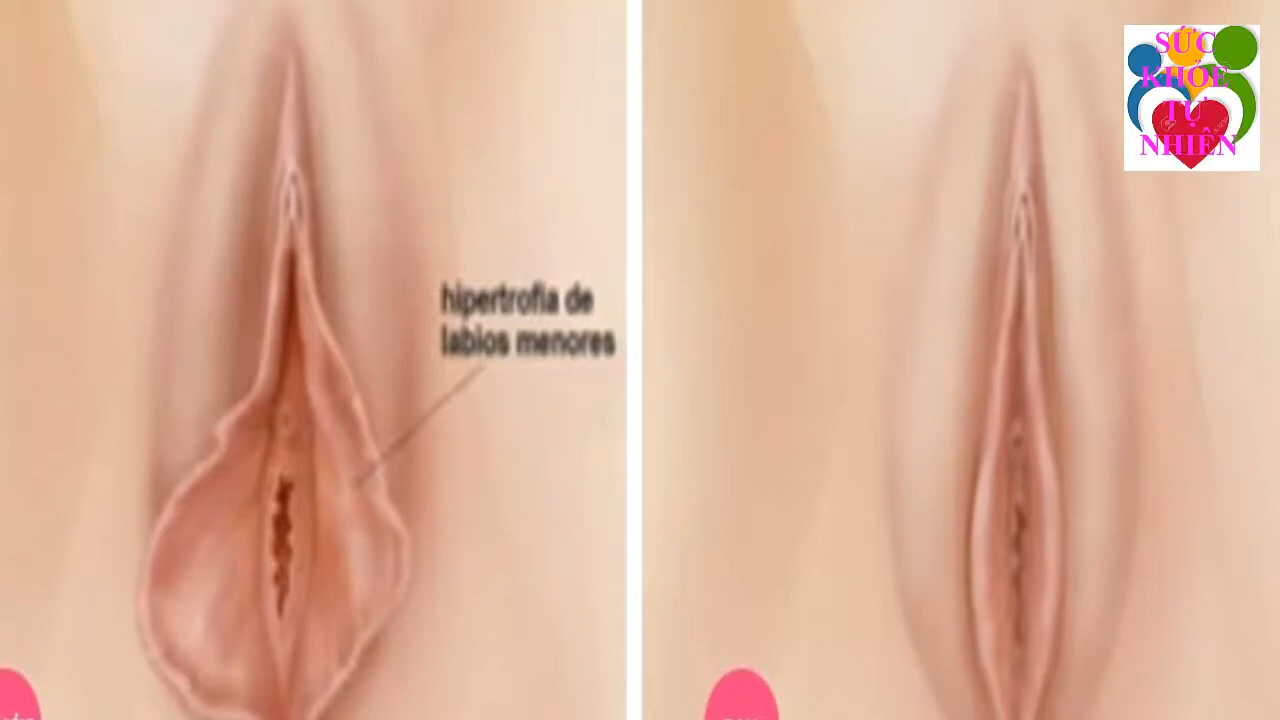 SỨC
KHỎE
TỰ
NHIÊN
hipertrofia de
labios menores